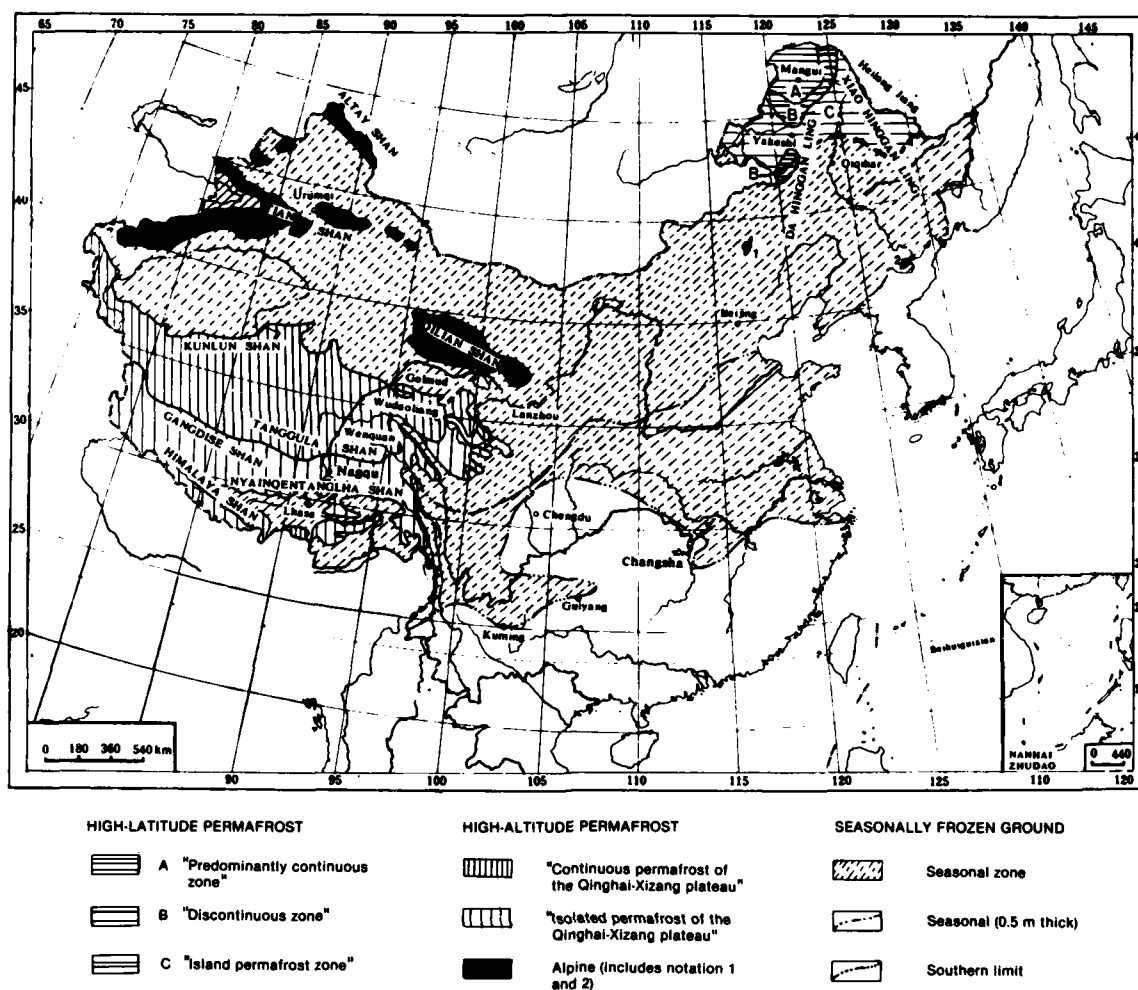 65 70 75 80 85 90 95 100 105 110 115 120 125 130 135 140 145
45
40
35
30
25
20
ALTAY SHAN
Mangui
A
Heilong Jiang
XIAO HINGGAN LING
B
C
Yakeshi
B
Qiqihar
DA HINGGAN LING
Urumqi
SHAN
1
2
Beijing
QILIAN SHAN
KUNLUN SHAN
Golmud
Wudaoliang
Lanzhou
TANGGULA
SHAN
Wenquan
GANGDISE SHAN
Nagqu
NYAINQENTANGLHA SHAN
HIMALAYA SHAN
Lhasa
Chengdu
Changsha
Guiyang
Kuming
0 180 360 540 km
NANHAI
ZHUDAO
0 440
90 95 100 105 110 115 120 125 110 120
HIGH-LATITUDE PERMAFROST
A "Predominantly continuous
zone"
B "Discontinuous zone"
C "Island permafrost zone"
HIGH-ALTITUDE PERMAFROST
"Continuous permafrost of
the Qinghai-Xizang plateau"
"Isolated permafrost of the
Qinghai-Xizang plateau"
Alpine (includes notation 1
and 2)
SEASONALLY FROZEN GROUND
Seasonal zone
Seasonal (0.5 m thick)
Southern limit